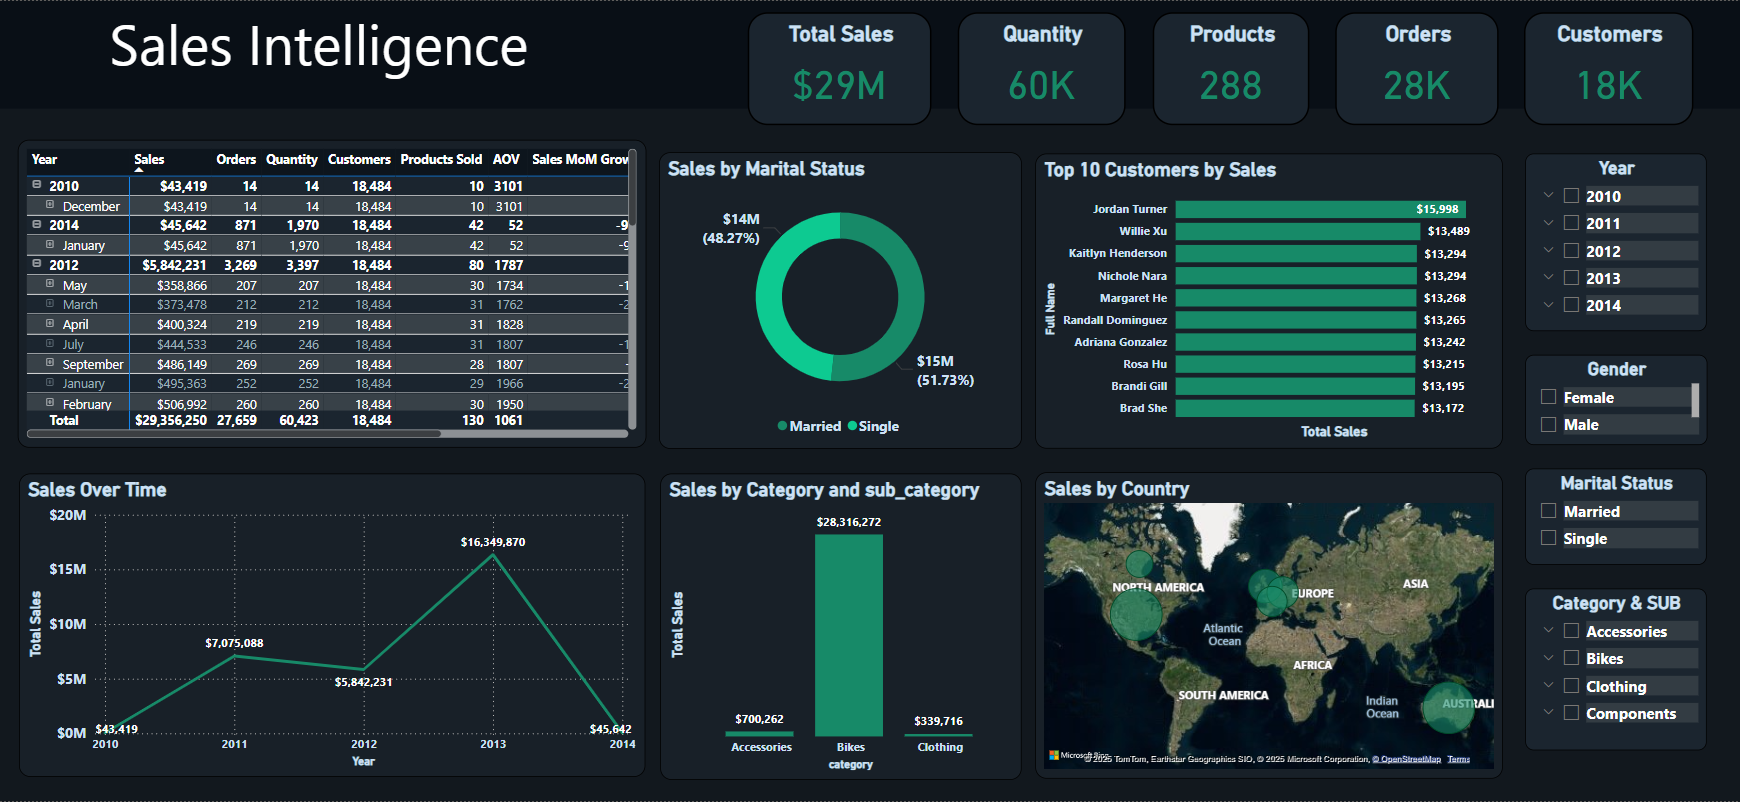 Sales Intelligence
Total Sales
$29M
Quantity
60K
Products
288
Orders
28K
Customers
18K
Year Sales Orders Quantity Customers Products Sold AOV Sales MoM Grow
2010 $43,419 14 14 18,484 10 3101
December $43,419 14 14 18,484 10 3101
2014 $45,642 871 1,970 18,484 42 52 -9
January $45,642 871 1,970 18,484 42 52 -9
2012 $5,842,231 3,269 3,397 18,484 80 1787
May $358,866 207 207 18,484 30 1734 -1
March $373,478 212 212 18,484 31 1762 -2
April $400,324 219 219 18,484 31 1828
July $444,533 246 246 18,484 31 1807 -1
September $486,149 269 269 18,484 28 1807 -
January $495,363 252 252 18,484 29 1966 -2
February $506,992 260 260 18,484 30 1950
Total $29,356,250 27,659 60,423 18,484 130 1061
Sales by Marital Status
$14M
(48.27%)
$15M
(51.73%)
Married Single
Top 10 Customers by Sales
Full Name
Jordan Turner $15,998
Willie Xu $13,489
Kaitlyn Henderson $13,294
Nichole Nara $13,294
Margaret He $13,268
Randall Dominguez $13,265
Adriana Gonzalez $13,242
Rosa Hu $13,215
Brandi Gill $13,195
Brad She $13,172
Total Sales
Year
2010
2011
2012
2013
2014
Gender
Female
Male
Marital Status
Married
Single
Category & SUB
Accessories
Bikes
Clothing
Components
Sales Over Time
Total Sales
$20M
$15M
$10M
$5M
$0M
$43,419
$7,075,088
$5,842,231
$16,349,870
$45,642
2010 2011 2012 2013 2014
Year
Sales by Category and sub_category
Total Sales
$700,262
$28,316,272
$339,716
Accessories Bikes Clothing
category
Sales by Country
NORTH AMERICA
EUROPE
ASIA
Atlantic
Ocean
AFRICA
SOUTH AMERICA
Indian
Ocean
AUSTRALI
Microsoft Bing
© 2025 TomTom, Earthstar Geographics SIO, © 2025 Microsoft Corporation, © OpenStreetMap Terms